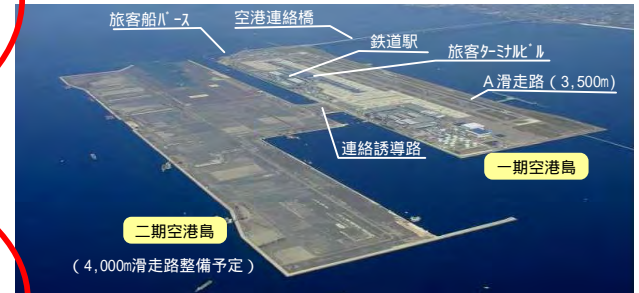 旅客船バース
空港連絡橋
鉄道駅
旅客ターミナルビル
A滑走路(3,500m)
連絡誘導路
一期空港島
二期空港島
(4,000m滑走路整備予定)